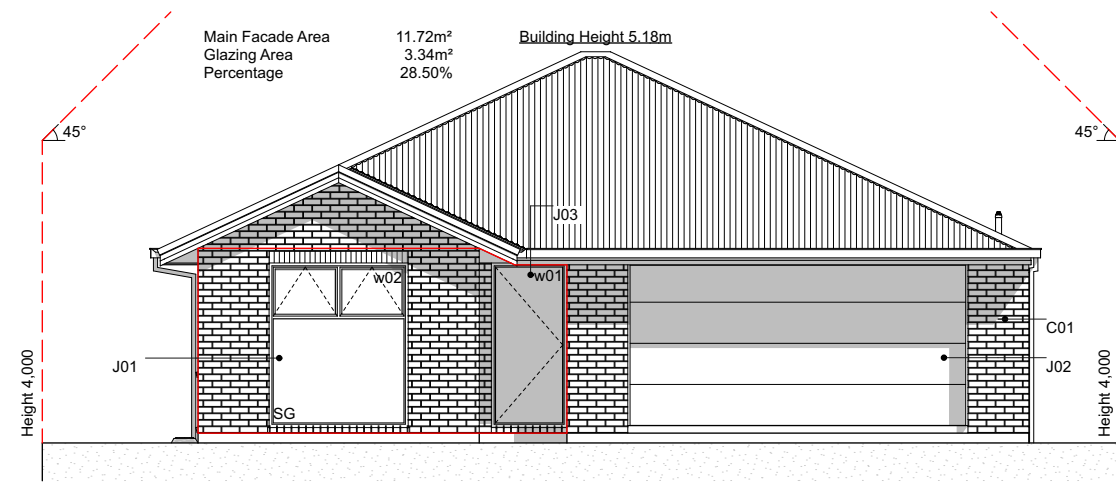 Main Facade Area 11.72m²
Glazing Area 3.34m²
Percentage 28.50%
Building Height 5.18m
45°
45°
J03
w02
w01
C01
J01
J02
SG
Height 4,000
Height 4,000